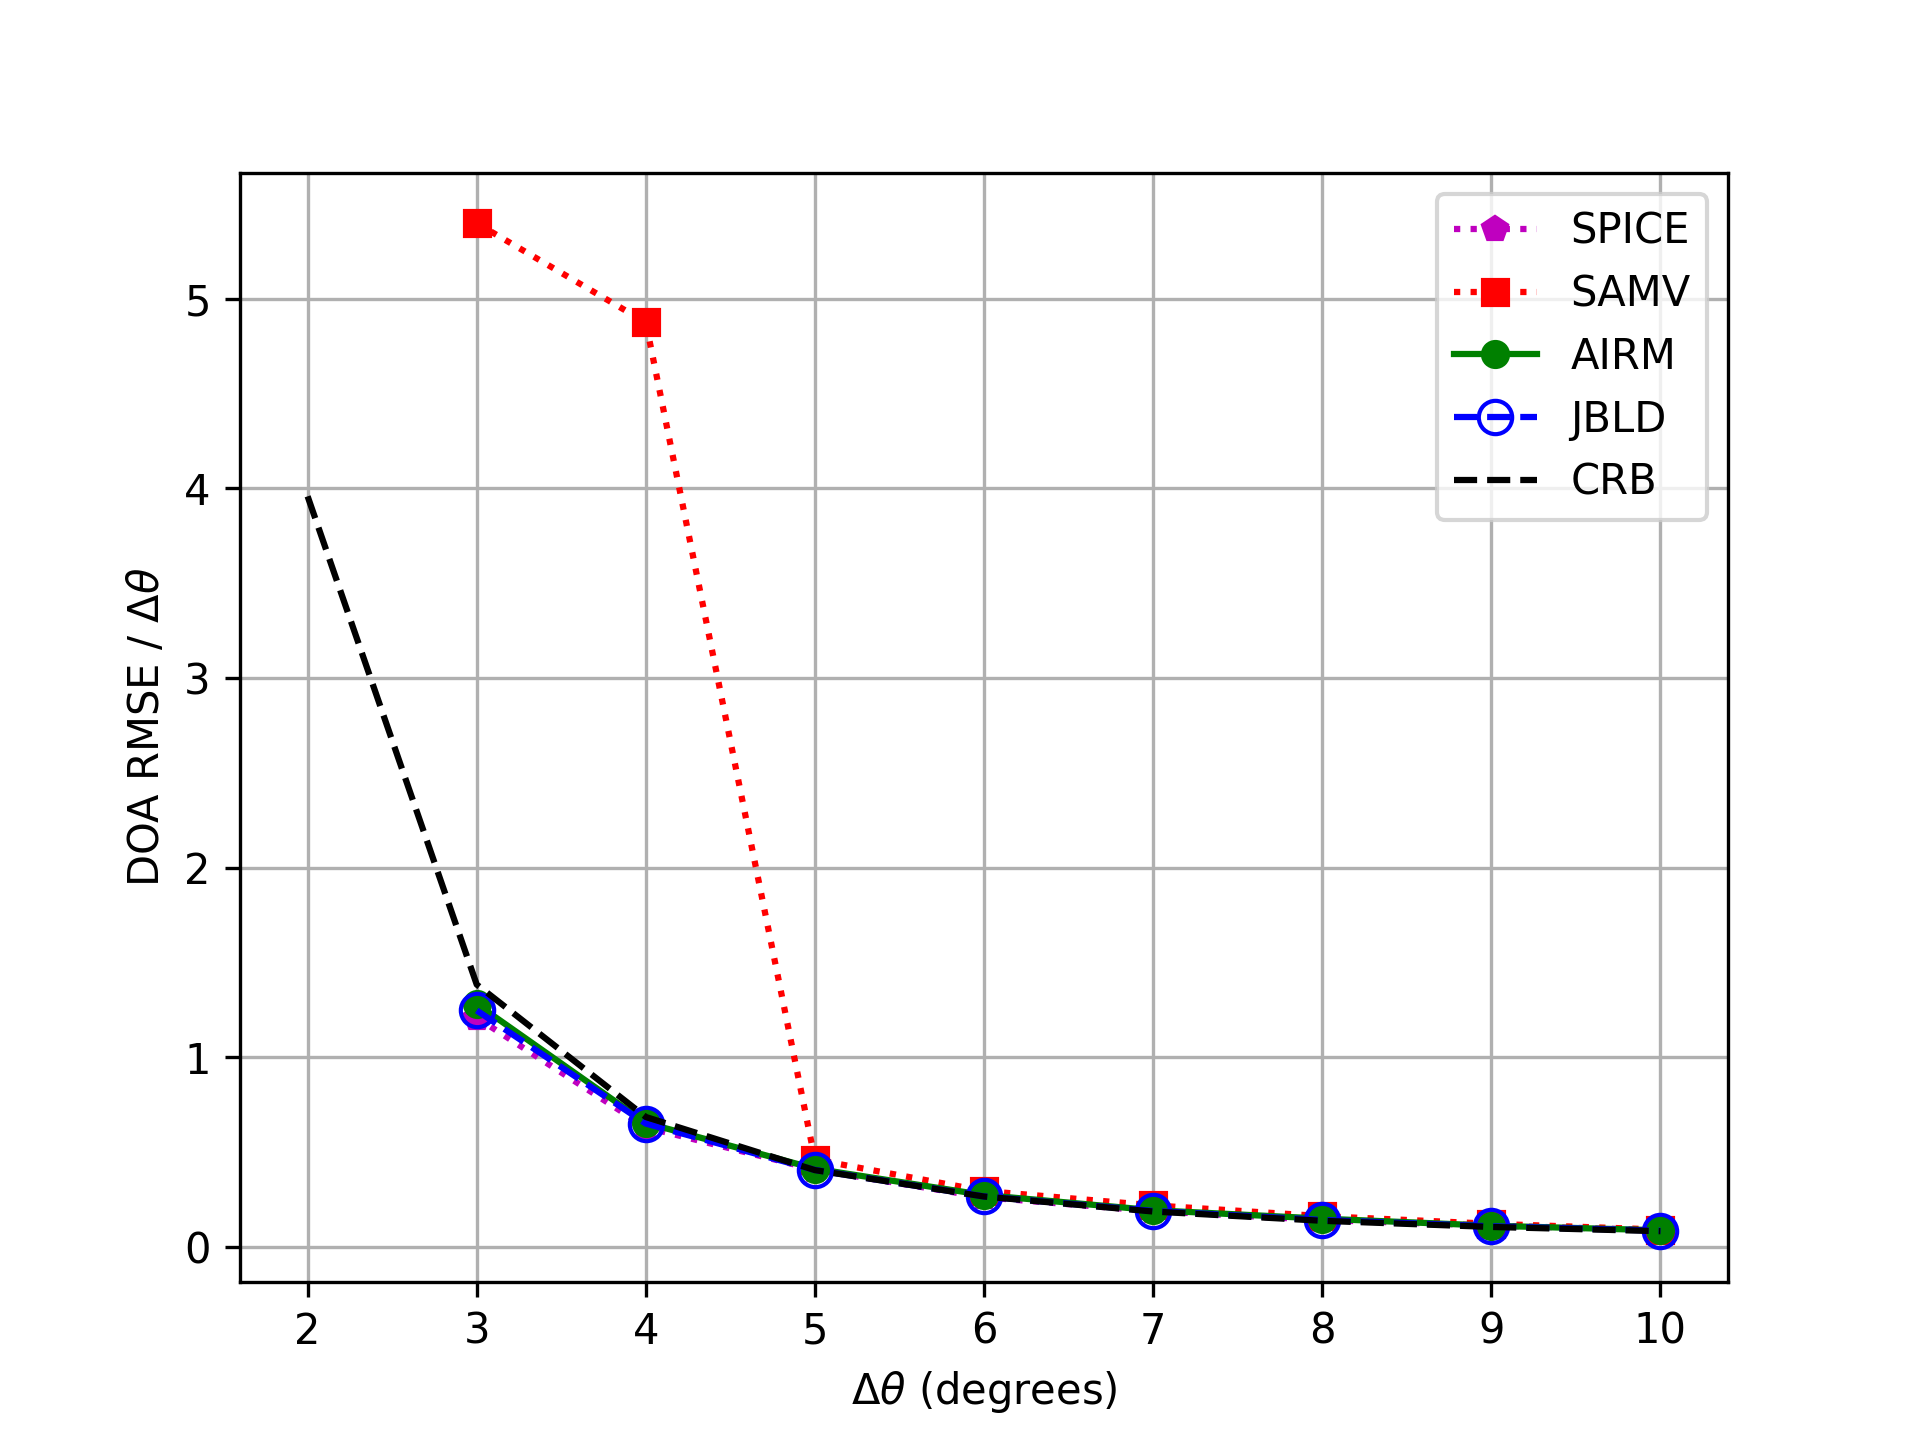 SPICE
SAMV
AIRM
JBLD
CRB
5
4
3
2
1
0
DOA RMSE / Δθ
2 3 4 5 6 7 8 9 10
Δθ (degrees)